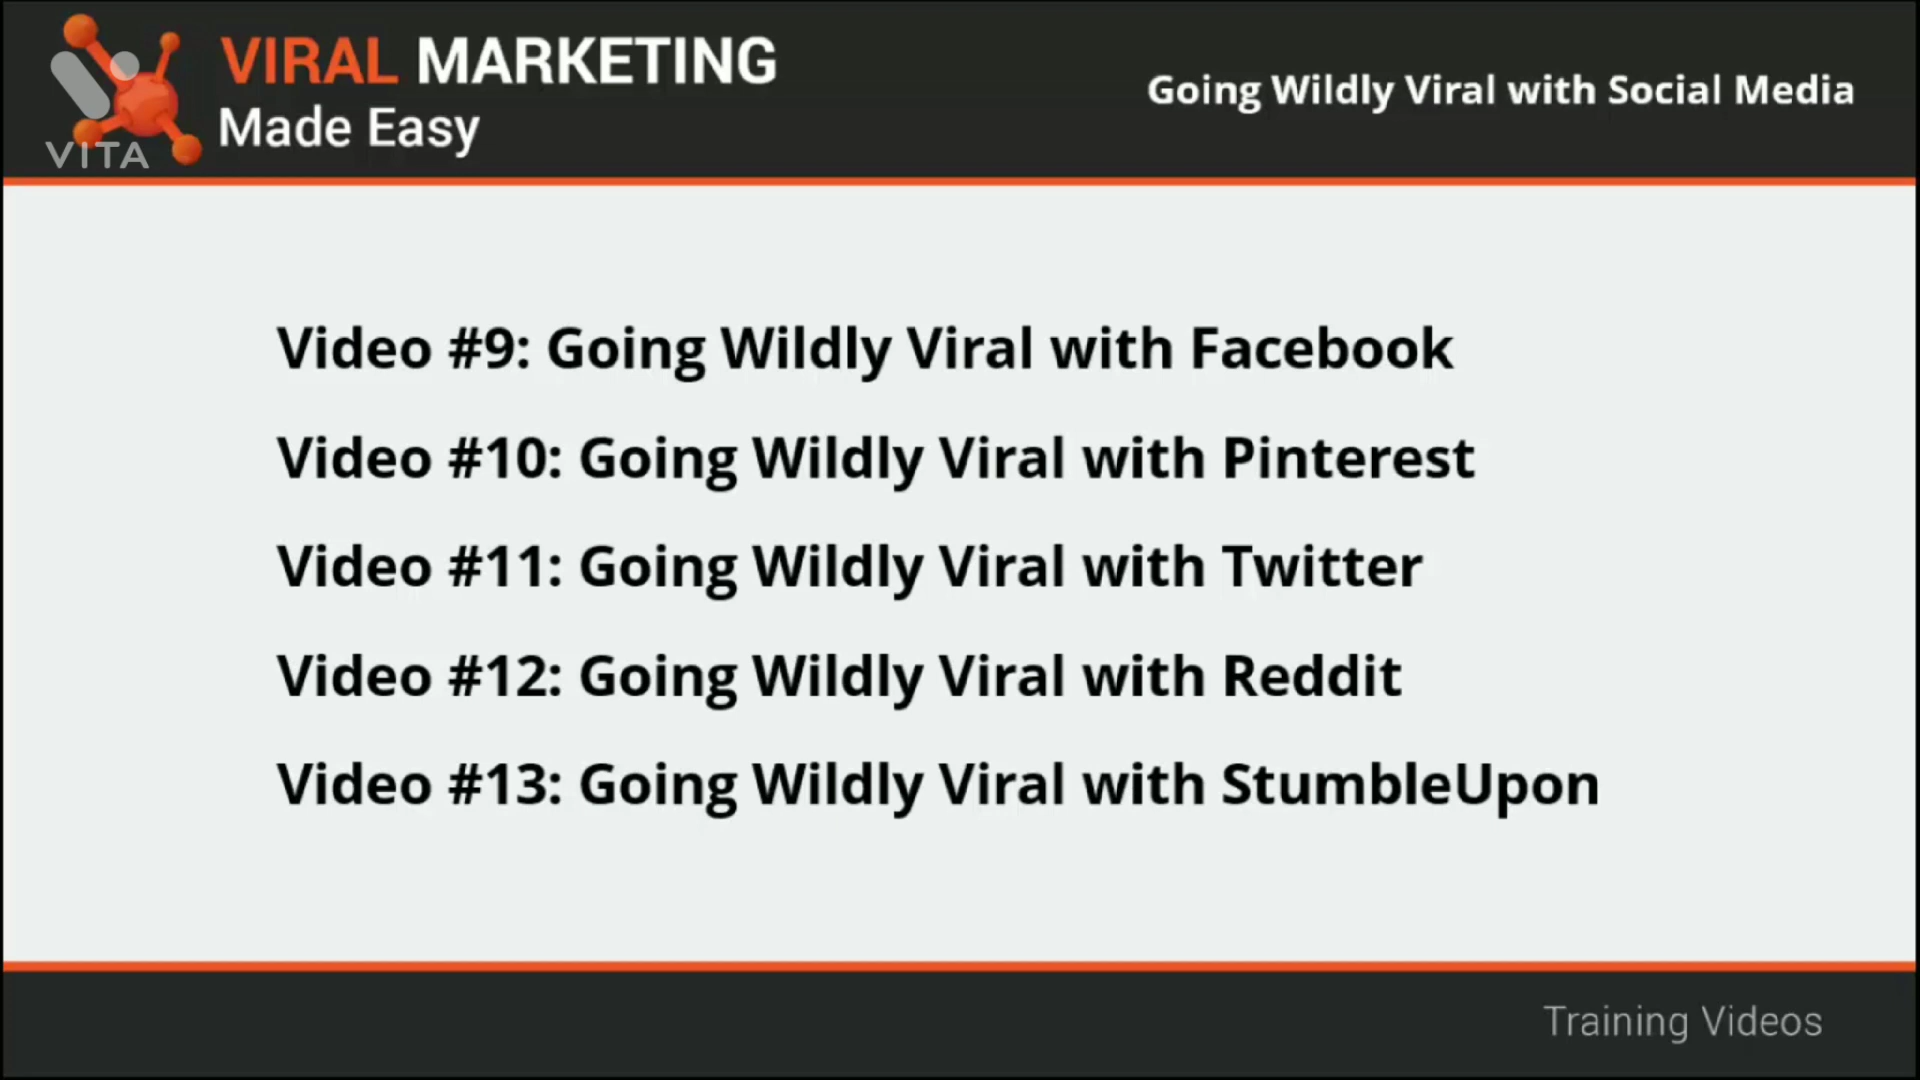 VIRAL MARKETING
Made Easy
VITA
Going Wildly Viral with Social Media
Video #9: Going Wildly Viral with Facebook
Video #10: Going Wildly Viral with Pinterest
Video #11: Going Wildly Viral with Twitter
Video #12: Going Wildly Viral with Reddit
Video #13: Going Wildly Viral with StumbleUpon
Training Videos